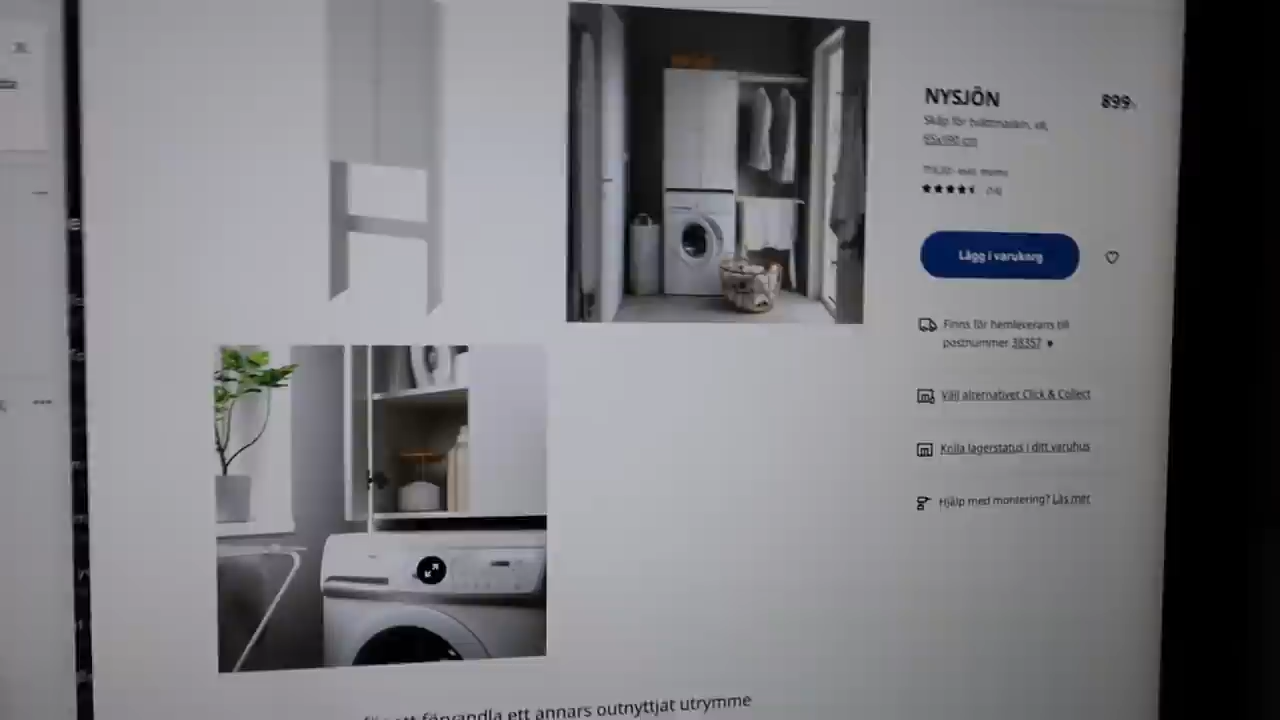 NYSJÖN
899:-
Skåp för tvättmaskin, vit,
65x190 cm
Lägg i varukorg
Finns för hemleverans till
postnummer 38357
Välj alternativet Click & Collect
Kolla lagerstatus i ditt varuhus
Hjälp med montering? Läs mer
för att förvandla ett annars outnyttjat utrymme